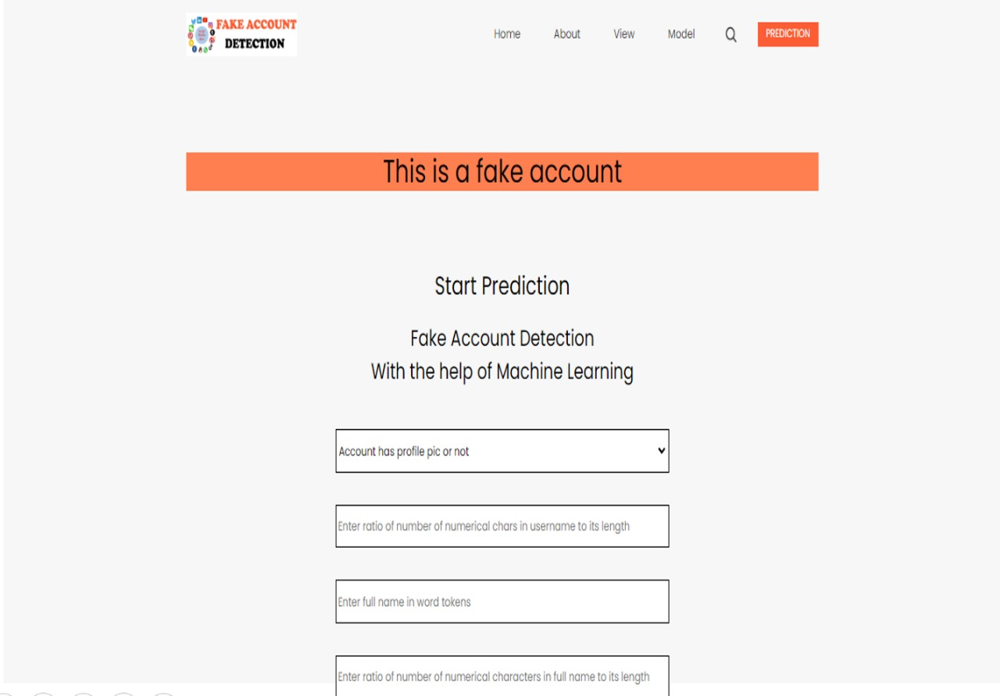 FAKE ACCOUNT
DETECTION
Home About View Model PREDICTION
This is a fake account
Start Prediction
Fake Account Detection
With the help of Machine Learning
Account has profile pic or not
Enter ratio of number of numerical chars in username to its length
Enter full name in word tokens
Enter ratio of number of numerical characters in full name to its length